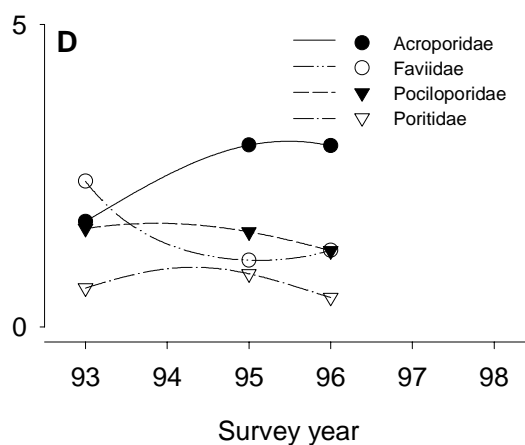 5
D
Acroporidae
Faviidae
Pociloporidae
Poritidae
0
93 94 95 96 97 98
Survey year